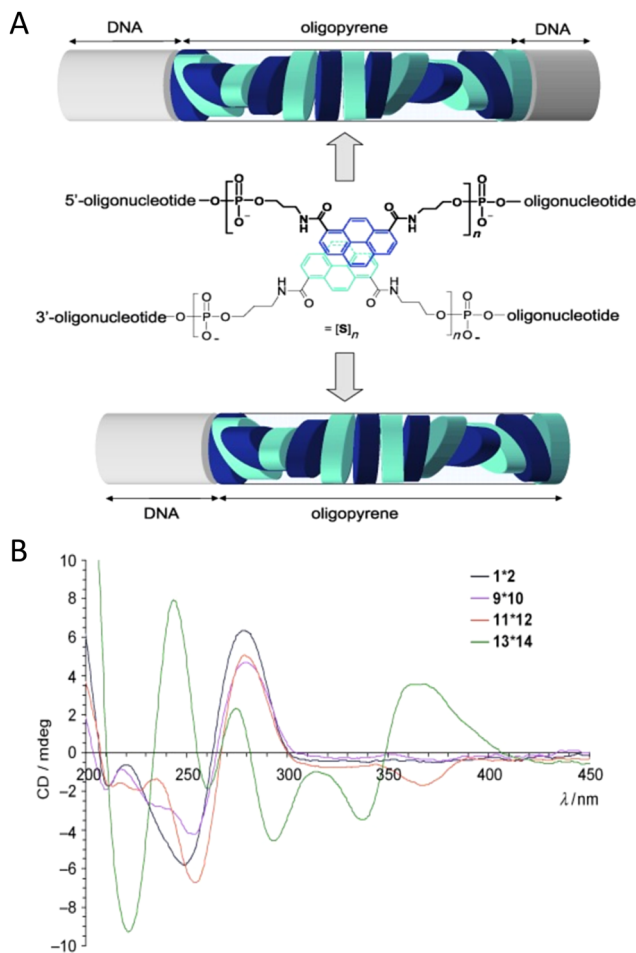 A
DNA
oligopyrene
DNA
5'-oligonucleotide
O
P
O
O
O
N
H
O
O
N
H
O
P
O
O
O
n
oligonucleotide
3'-oligonucleotide
O
P
O
O
O
H
N
O
O
H
N
O
P
O
O
O
n
oligonucleotide
= [S]n
DNA
oligopyrene
B
10
8
6
4
2
0
−2
−4
−6
−8
−10
CD / mdeg
200
250
300
350
400
450
λ/nm
1*2
9*10
11*12
13*14